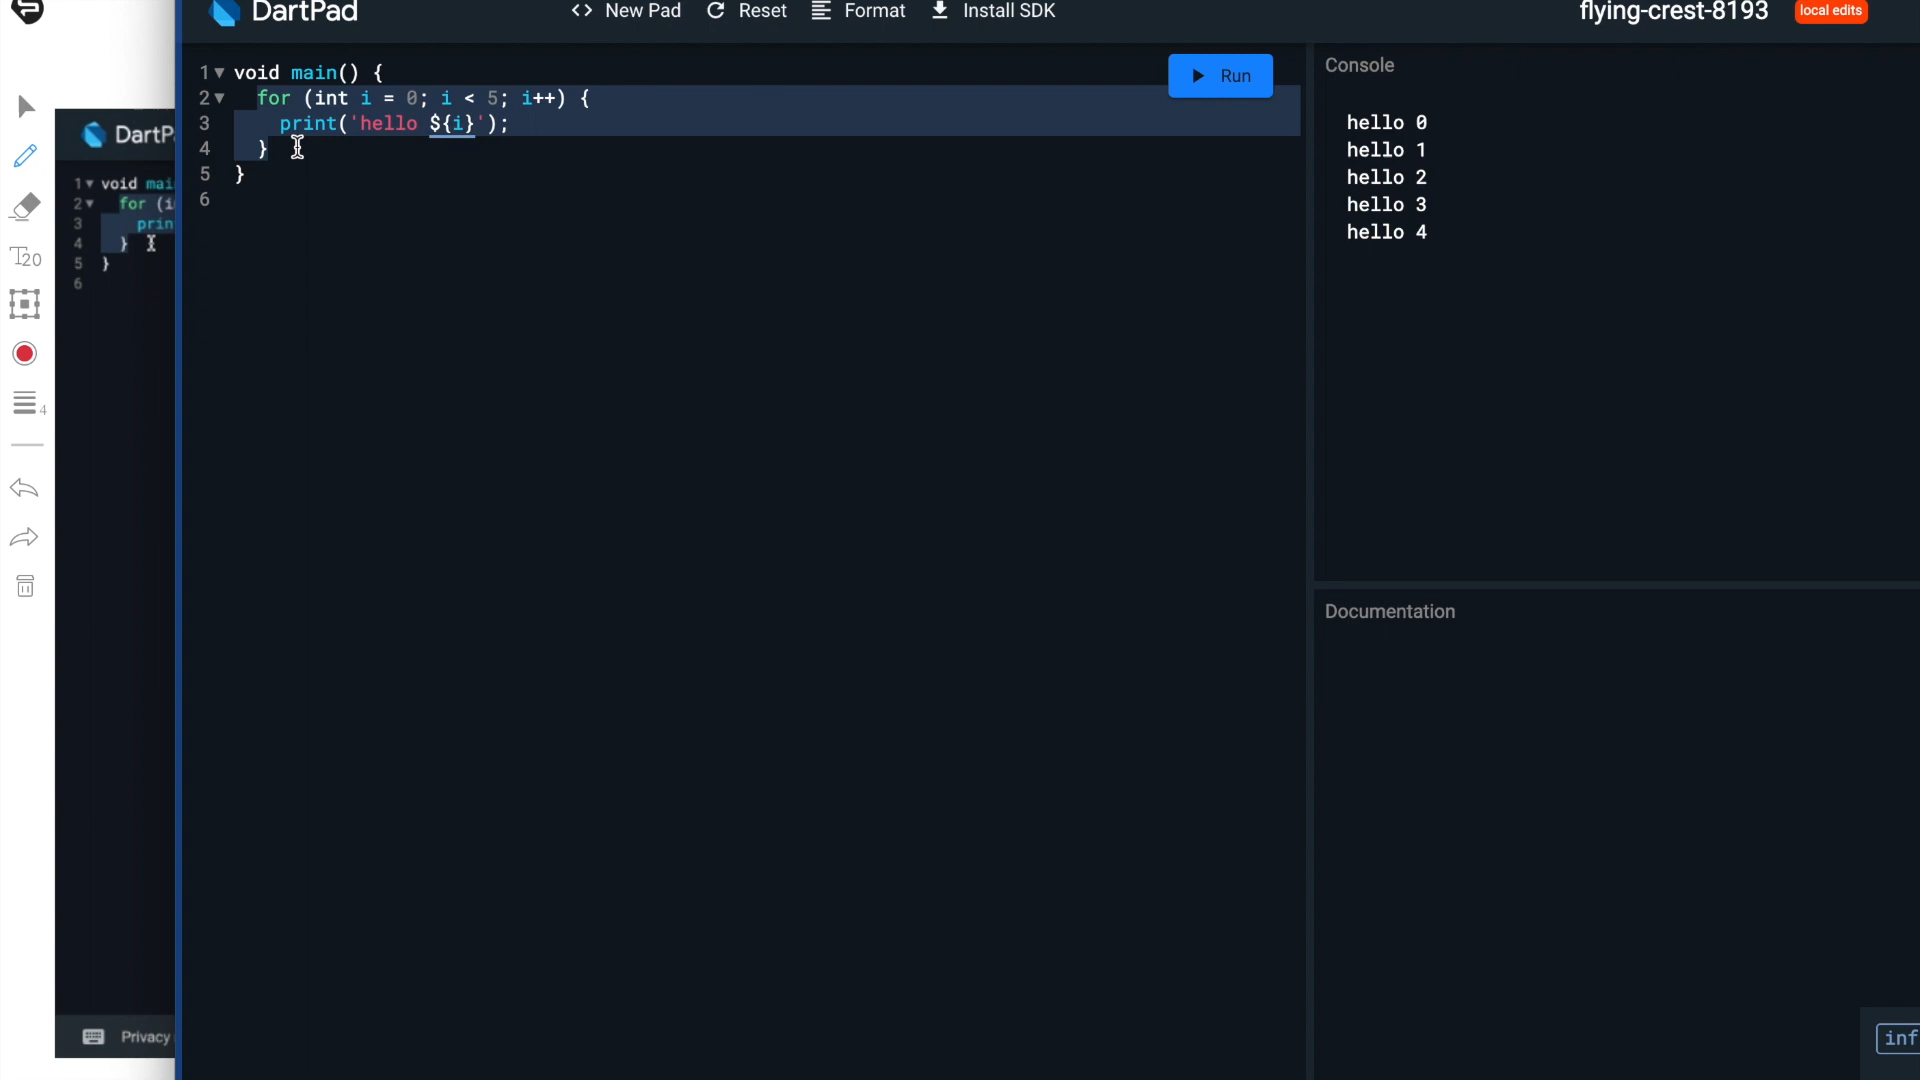 DartPad
<> New Pad
Reset
Format
Install SDK
flying-crest-8193
local edits
1 void main() {
2 for (int i = 0; i < 5; i++) {
3 print('hello ${i}');
4 }
5 }
6
Run
Console
hello 0
hello 1
hello 2
hello 3
hello 4
Documentation
inf
T20
4
DartP
1 void mai
2 for (i
3 prin
4 }
5 }
6
Privacy